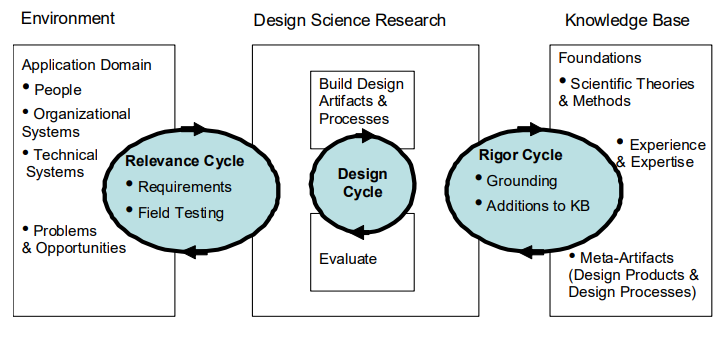 Environment
Design Science Research
Knowledge Base
Application Domain
• People
• Organizational
Systems
• Technical
Systems
• Problems
& Opportunities
Relevance Cycle
• Requirements
• Field Testing
Build Design
Artifacts &
Processes
Design
Cycle
Evaluate
Rigor Cycle
• Grounding
• Additions to KB
Foundations
• Scientific Theories
& Methods
• Experience
& Expertise
• Meta-Artifacts
(Design Products &
Design Processes)